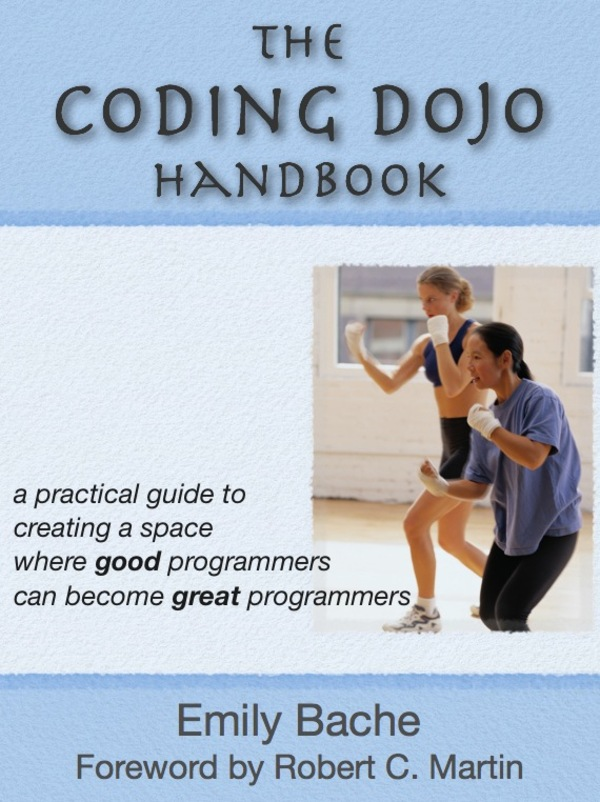 THE
CODING DOJO
HANDBOOK
a practical guide to
creating a space
where good programmers
can become great programmers
Emily Bache
Foreword by Robert C. Martin